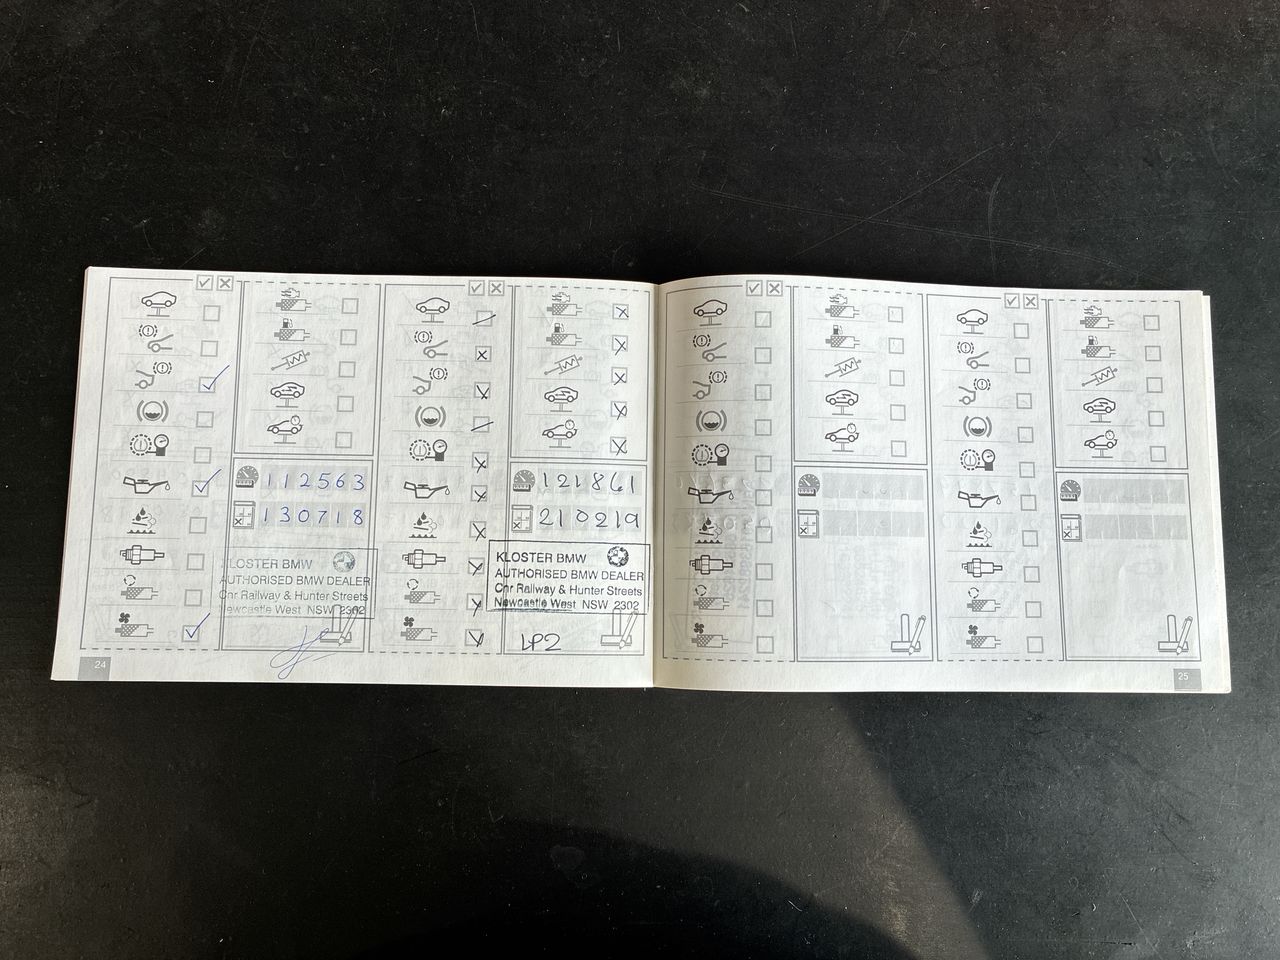 112563
130718
KLOSTER BMW
AUTHORISED BMW DEALER
Cnr Railway & Hunter Streets
Newcastle West NSW 2302
24
121861
210219
KLOSTER BMW
AUTHORISED BMW DEALER
Cnr Railway & Hunter Streets
Newcastle West NSW 2302
LP2
25